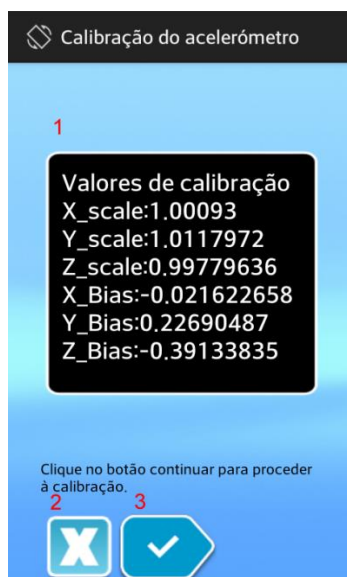 Calibração do acelerómetro
1
Valores de calibração
X_scale:1.00093
Y_scale:1.0117972
Z_scale:0.99779636
X_Bias:-0.021622658
Y_Bias:0.22690487
Z_Bias:-0.39133835
Clique no botão continuar para proceder
à calibração.
2 3
X